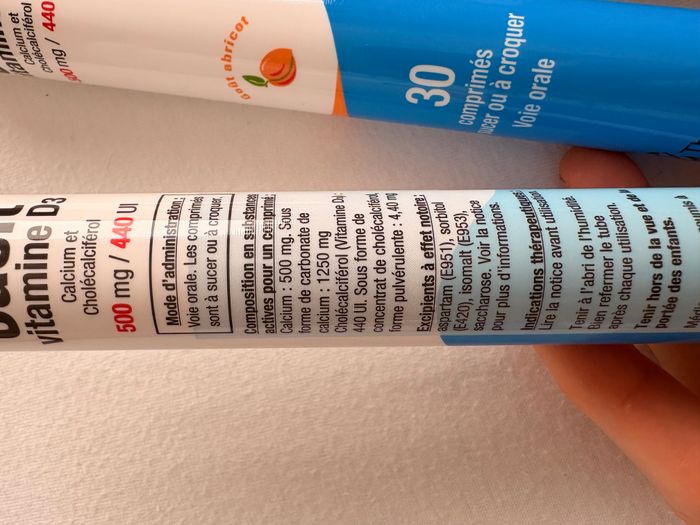 Calcium et
cholécalciférol
mg / 440
goût abricot
30
comprimés
sucer ou à croquer
Voie orale
vitamine D3
Calcium et
Cholécalciférol
500 mg / 440 UI
Mode d'administration :
Voie orale. Les comprimés
sont à sucer ou à croquer.
Composition en substances
actives pour un comprimé :
Calcium : 500 mg. Sous
forme de carbonate de
calcium : 1250 mg
Cholécalciférol (Vitamine D3) :
440 UI. Sous forme de
concentrat de cholécalciférol,
forme pulvérulente : 4,40 mg
Excipients à effet notoire :
aspartam (E951), sorbitol
(E420), isomalt (E953),
saccharose. Voir la notice
pour plus d'informations.
Indications thérapeutiques
Lire la notice avant utilisation
Tenir à l'abri de l'humidité
Bien refermer le tube
après chaque utilisation.
Tenir hors de la vue et
portée des enfants.